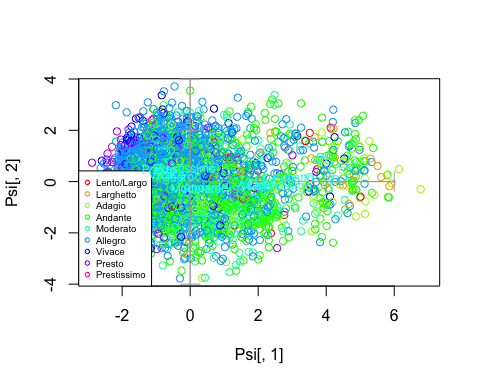 4
2
0
-2
-4
Psi[, 2]
Lento/Largo
Larghetto
Adagio
Andante
Moderato
Allegro
Vivace
Presto
Prestissimo
-2 0 2 4 6
Psi[, 1]